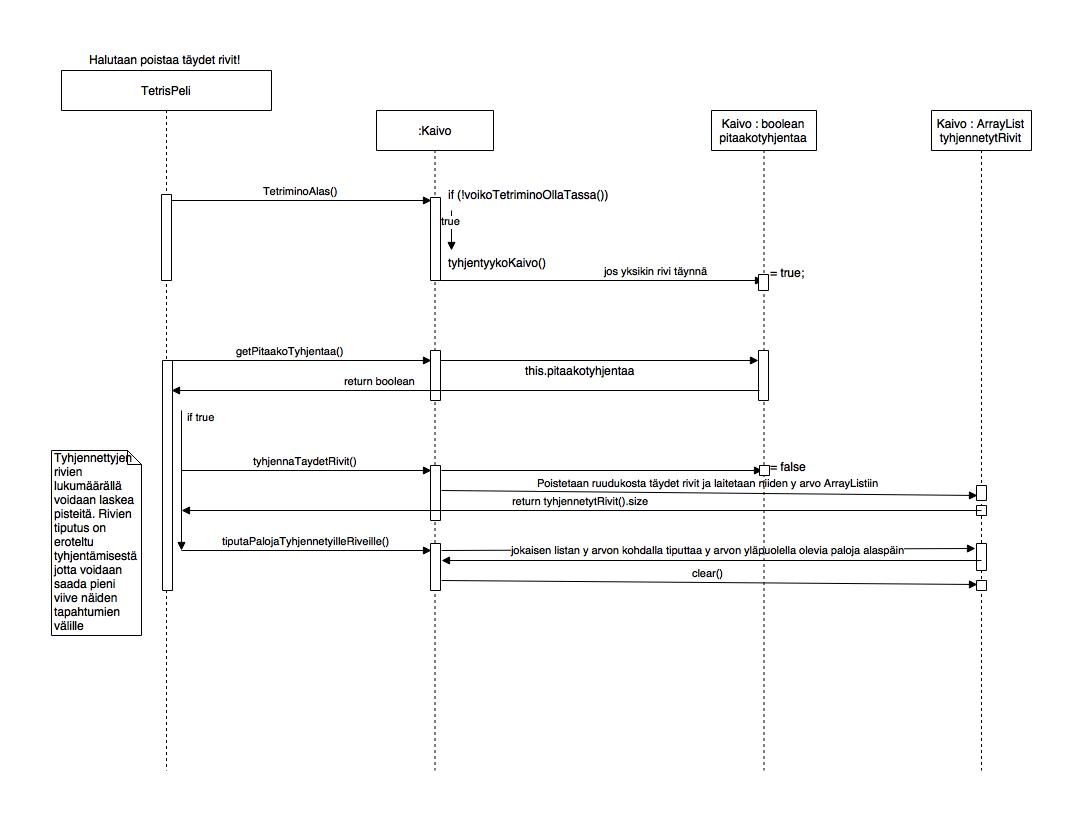 Halutaan poistaa täydet rivit!
TetrisPeli
:Kaivo
Kaivo : boolean
pitaakotyhjentaa
Kaivo : ArrayList
tyhjennetytRivit
TetriminoAlas()
if (!voikoTetriminoOllaTassa())
true
tyhjentyykoKaivo()
jos yksikin rivi täynnä
= true;
getPitaakoTyhjentaa()
this.pitaakotyhjentaa
return boolean
if true
tyhjennaTaydetRivit()
= false
Poistetaan ruudukosta täydet rivit ja laitetaan niiden y arvo ArrayListiin
return tyhjennetytRivit().size
tiputaPalojaTyhjennetyilleRiveille()
jokaisen listan y arvon kohdalla tiputtaa y arvon yläpuolella olevia paloja alaspäin
clear()
Tyhjennettyjen
rivien
lukumäärällä
voidaan laskea
pisteitä. Rivien
tiputus on
eroteltu
tyhjentämisestä
jotta voidaan
saada pieni
viive näiden
tapahtumien
välille